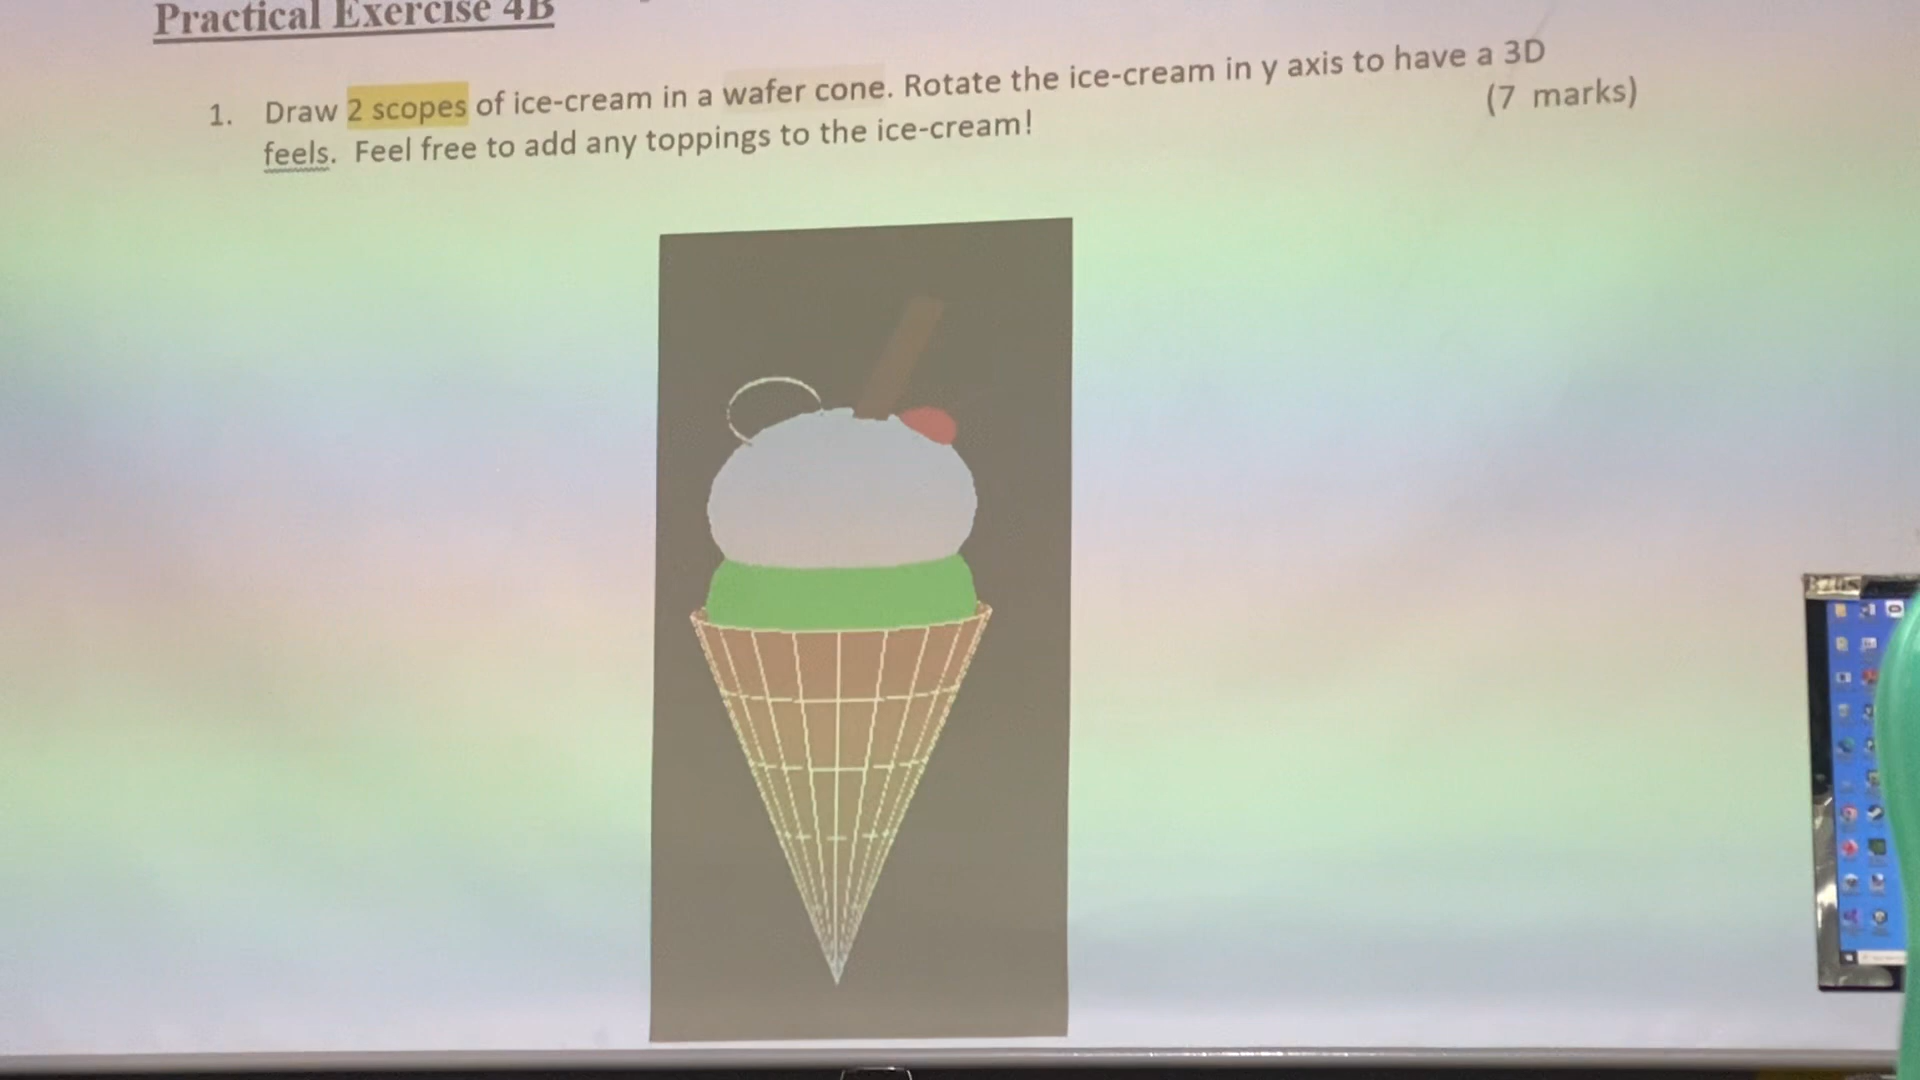 Practical Exercise 4B
1. Draw 2 scopes of ice-cream in a wafer cone. Rotate the ice-cream in y axis to have a 3D
feels. Feel free to add any toppings to the ice-cream!
(7 marks)